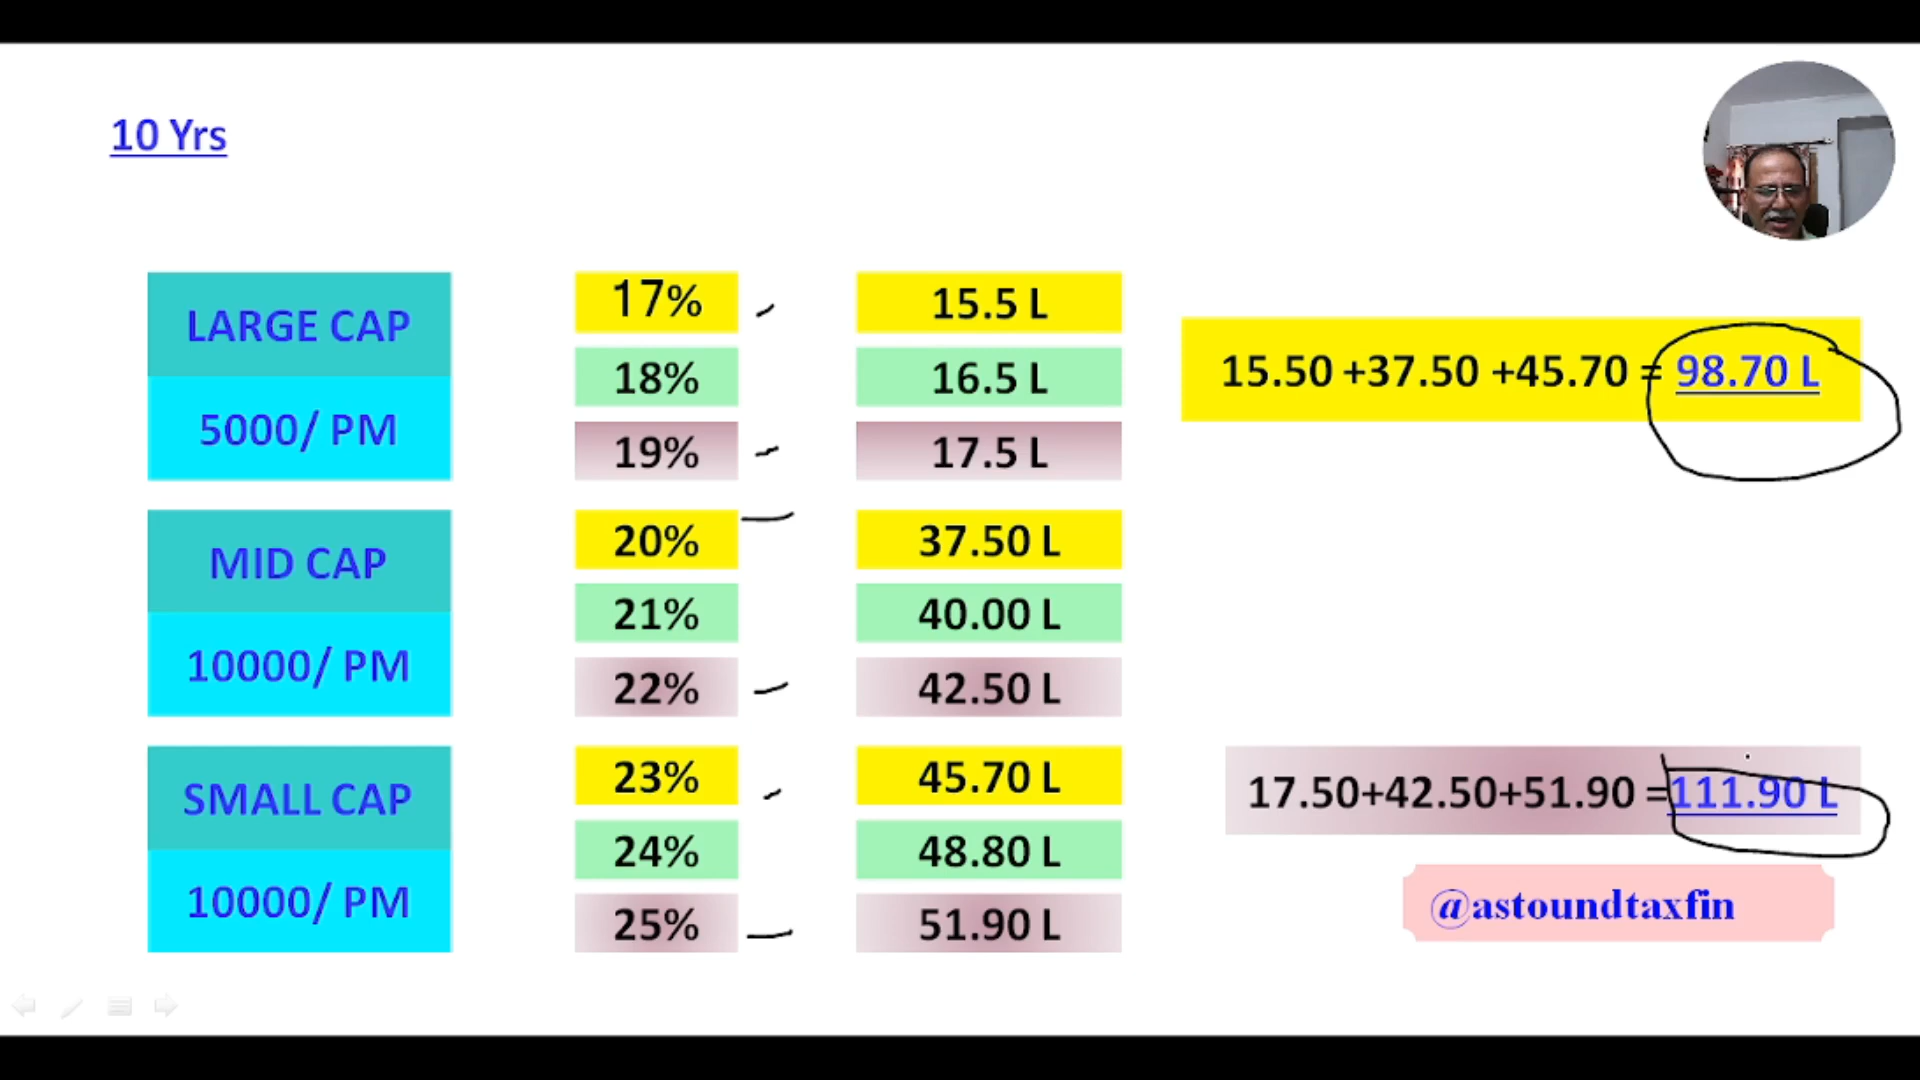 10 Yrs
LARGE CAP
5000/ PM
17%
15.5 L
18%
16.5 L
19%
17.5 L
15.50 +37.50 +45.70 = 98.70 L
MID CAP
10000/ PM
20%
37.50 L
21%
40.00 L
22%
42.50 L
SMALL CAP
10000/ PM
23%
45.70 L
24%
48.80 L
25%
51.90 L
17.50+42.50+51.90 =111.90 L
@astoundtaxfin